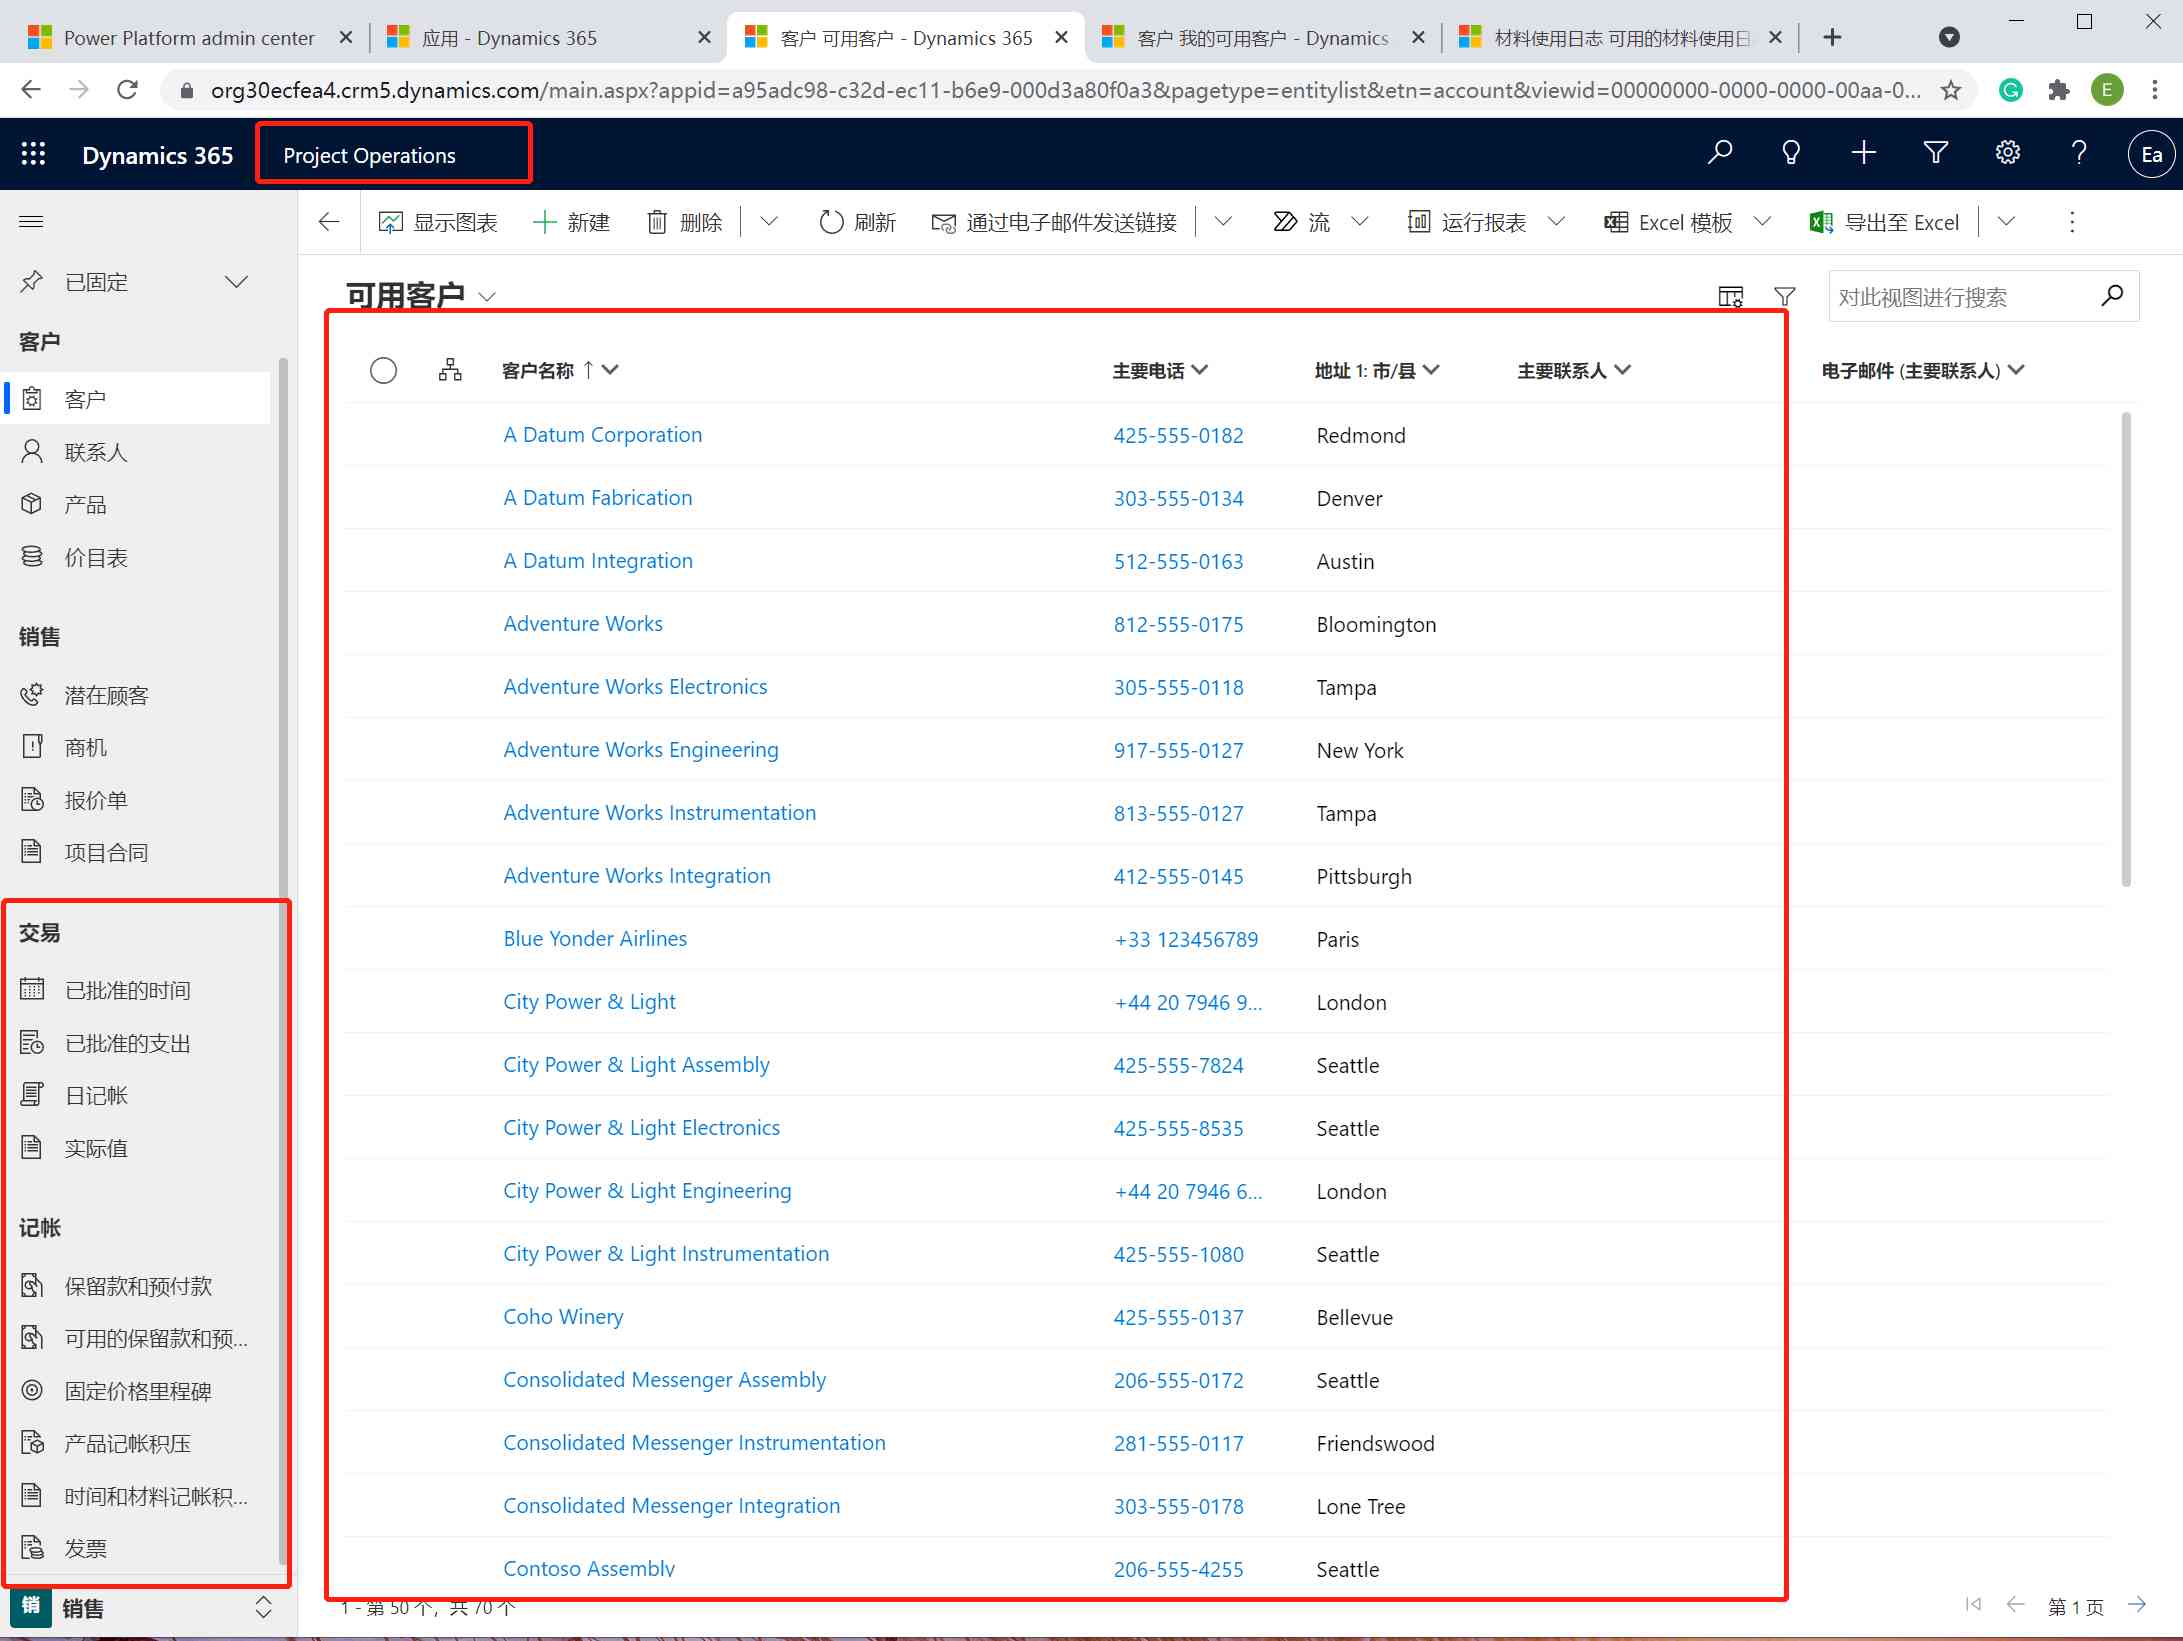 Power Platform admin center
应用 - Dynamics 365
客户 可用客户 - Dynamics 365
客户 我的可用客户 - Dynamics
材料使用日志 可用的材料使用日
org30ecfea4.crm5.dynamics.com/main.aspx?appid=a95adc98-c32d-ec11-b6e9-000d3a80f0a3&pagetype=entitylist&etn=account&viewid=00000000-0000-0000-00aa-0...
E
Dynamics 365
Project Operations
Ea
显示图表
新建
删除
刷新
通过电子邮件发送链接
流
运行报表
Excel 模板
导出至 Excel
已固定
客户
客户
联系人
产品
价目表
销售
潜在顾客
商机
报价单
项目合同
交易
已批准的时间
已批准的支出
日记帐
实际值
记帐
保留款和预付款
可用的保留款和预...
固定价格里程碑
产品记帐积压
时间和材料记帐积...
发票
销 销售
可用客户
对此视图进行搜索
客户名称 主要电话 地址 1: 市/县 主要联系人 电子邮件 (主要联系人)
A Datum Corporation 425-555-0182 Redmond
A Datum Fabrication 303-555-0134 Denver
A Datum Integration 512-555-0163 Austin
Adventure Works 812-555-0175 Bloomington
Adventure Works Electronics 305-555-0118 Tampa
Adventure Works Engineering 917-555-0127 New York
Adventure Works Instrumentation 813-555-0127 Tampa
Adventure Works Integration 412-555-0145 Pittsburgh
Blue Yonder Airlines +33 123456789 Paris
City Power & Light +44 20 7946 9... London
City Power & Light Assembly 425-555-7824 Seattle
City Power & Light Electronics 425-555-8535 Seattle
City Power & Light Engineering +44 20 7946 6... London
City Power & Light Instrumentation 425-555-1080 Seattle
Coho Winery 425-555-0137 Bellevue
Consolidated Messenger Assembly 206-555-0172 Seattle
Consolidated Messenger Instrumentation 281-555-0117 Friendswood
Consolidated Messenger Integration 303-555-0178 Lone Tree
Contoso Assembly 206-555-4255 Seattle
1 - 第 50 个，共 70 个
第 1 页